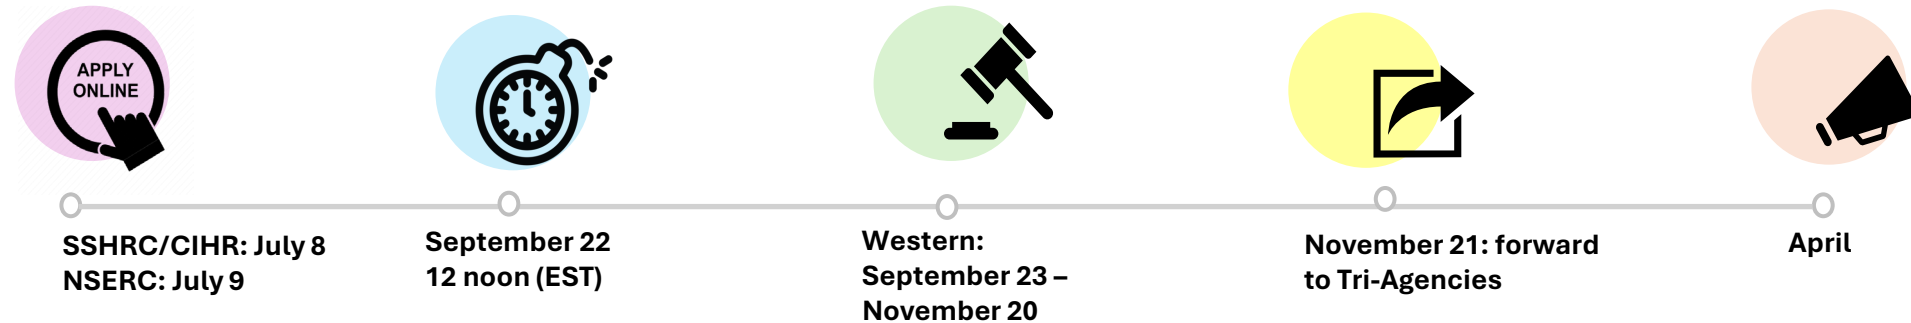 APPLY
ONLINE
SSHRC/CIHR: July 8
NSERC: July 9
September 22
12 noon (EST)
Western:
September 23 –
November 20
November 21: forward
to Tri-Agencies
April